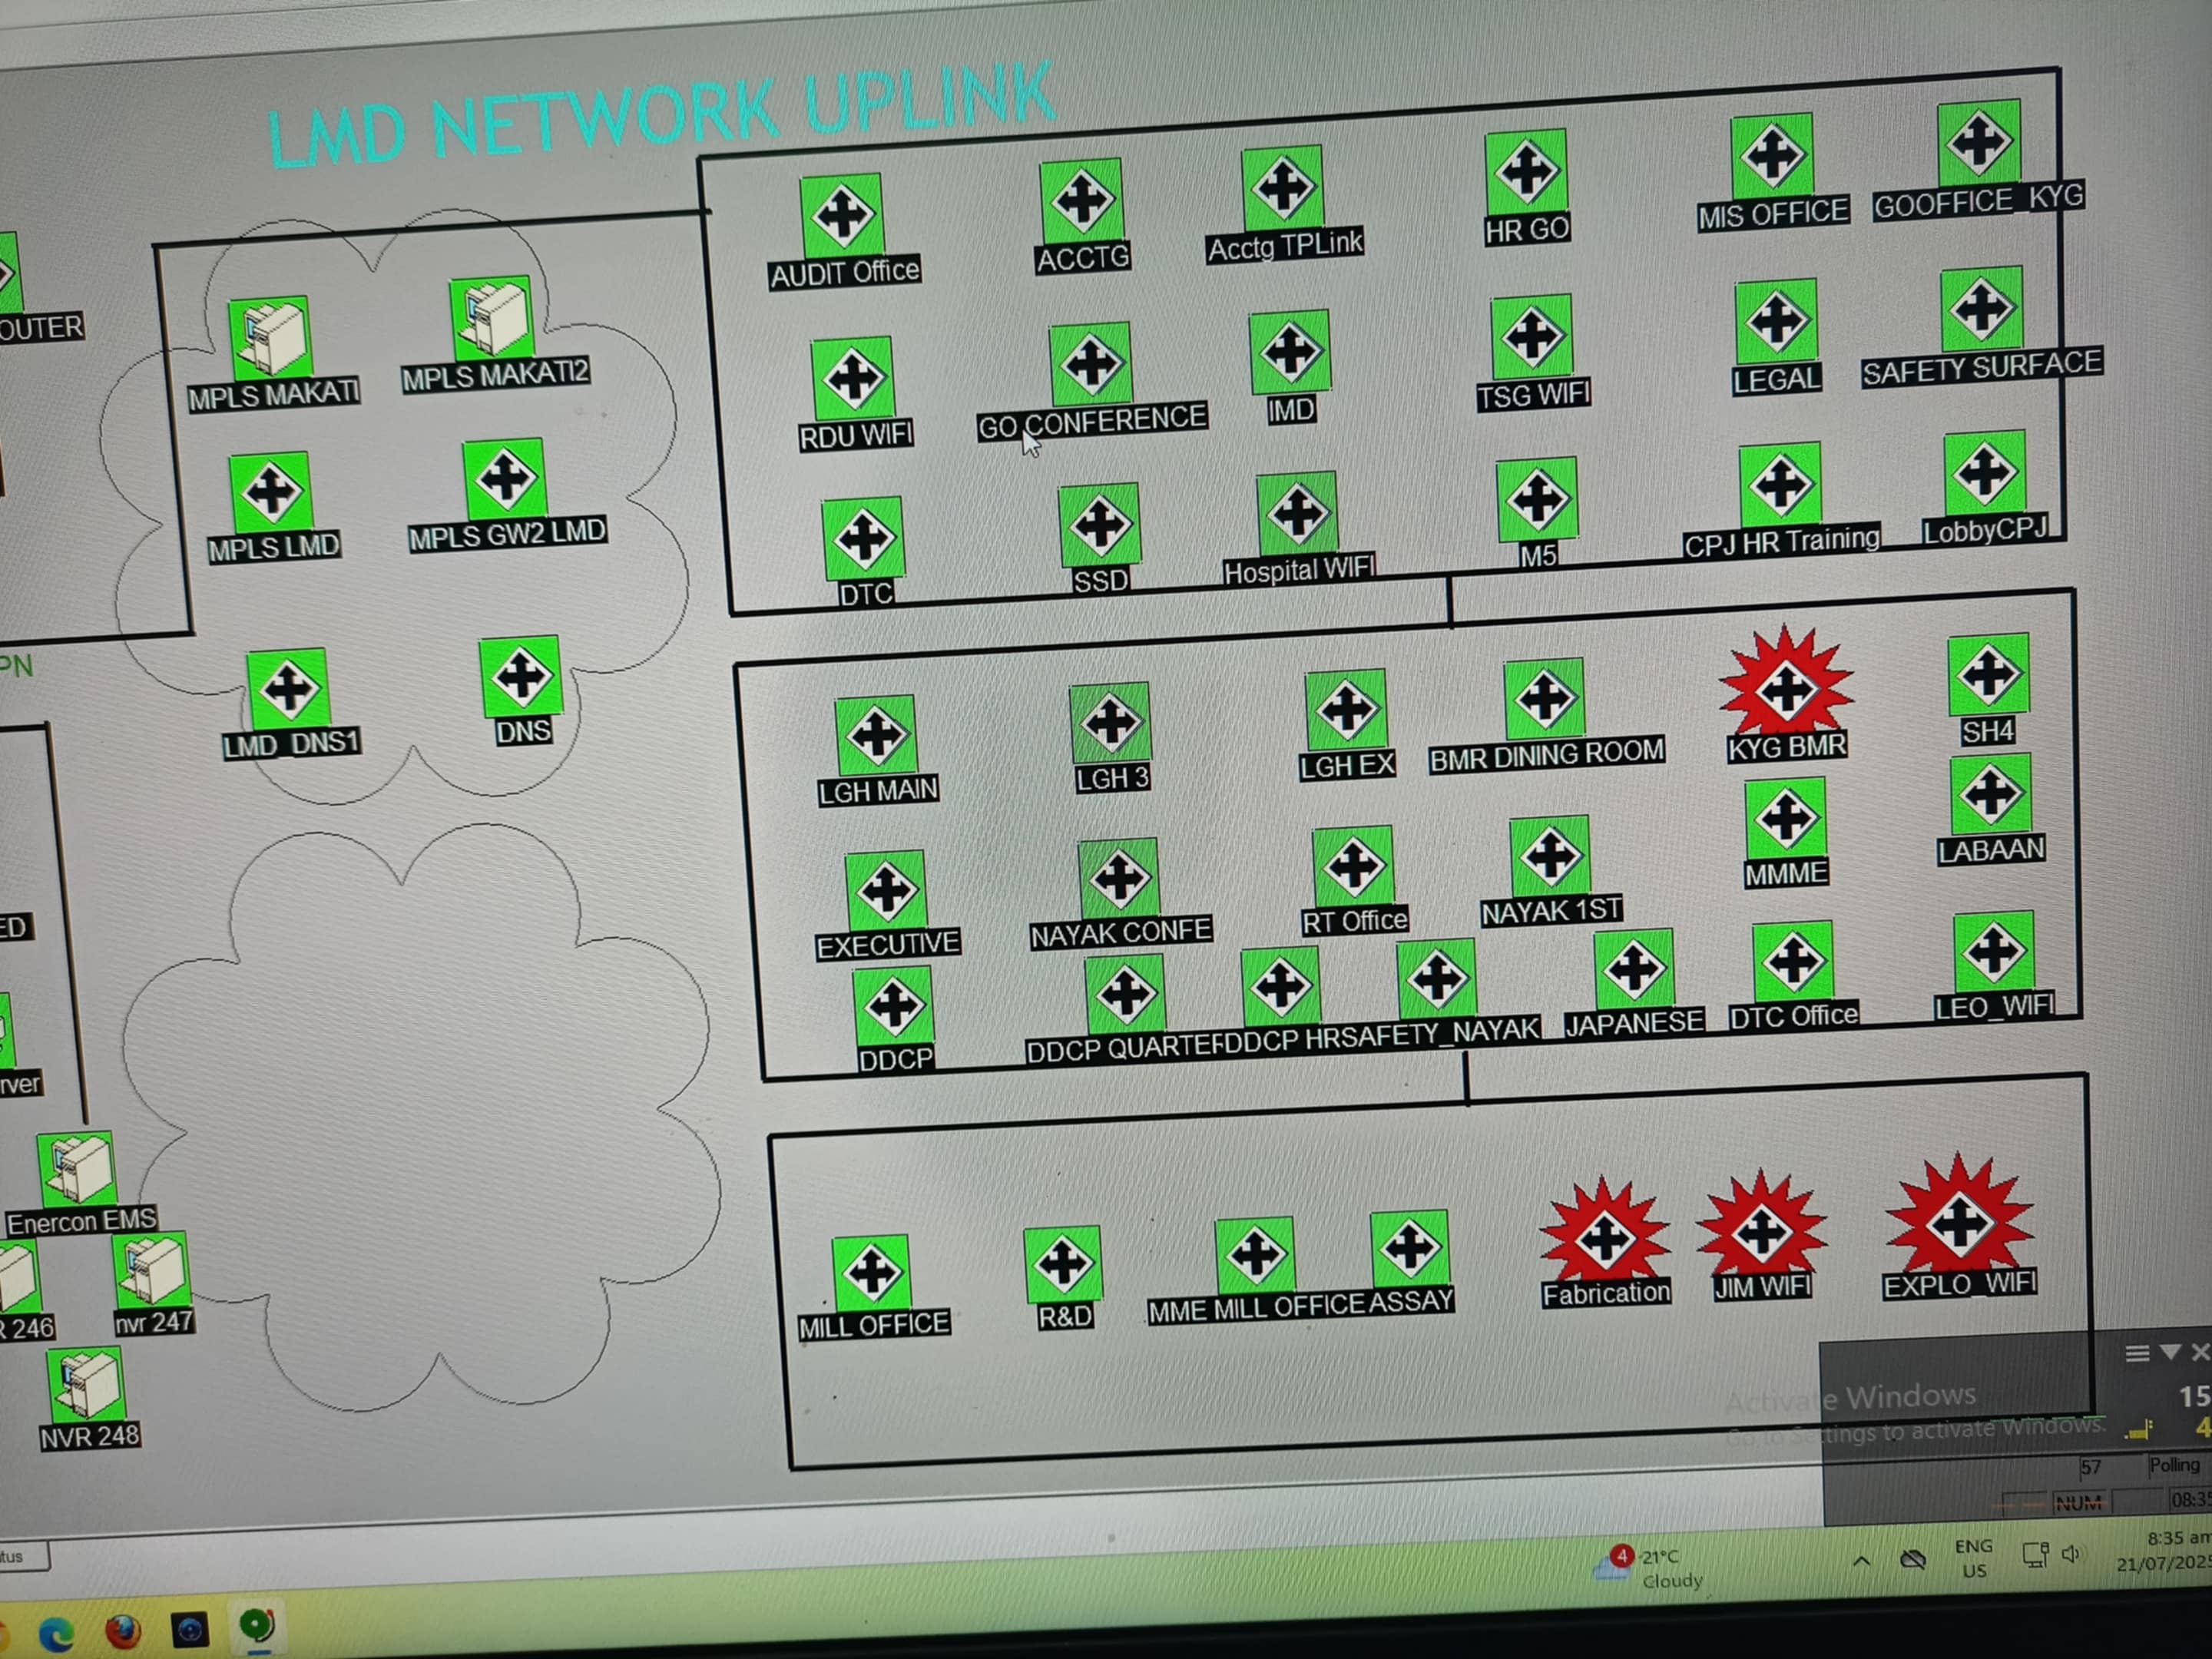 LMD NETWORK UPLINK
OUTER
MPLS MAKATI
MPLS MAKATI2
MPLS LMD
MPLS GW2 LMD
PN
LMD_DNS1
DNS
ED
rver
Enercon EMS
R 246
nvr 247
NVR 248
AUDIT Office
ACCTG
Acctg TPLink
HR GO
MIS OFFICE
GOOFFICE_KYG
RDU WIFI
GO CONFERENCE
IMD
TSG WIFI
LEGAL
SAFETY SURFACE
DTC
SSD
Hospital WIFI
M5
CPJ HR Training
LobbyCPJ
LGH MAIN
LGH 3
LGH EX
BMR DINING ROOM
KYG BMR
SH4
EXECUTIVE
NAYAK CONFE
RT Office
NAYAK 1ST
MMME
LABAAN
DDCP
DDCP QUARTER
DDCP HR
SAFETY_NAYAK
JAPANESE
DTC Office
LEO_WIFI
MILL OFFICE
R&D
MME MILL OFFICE
ASSAY
Fabrication
JIM WIFI
EXPLO_WIFI
Activate Windows
Go to Settings to activate Windows.
15
4
57
Polling
NUM
08:35
tus
4
21°C
Cloudy
ENG
US
8:35 am
21/07/2025